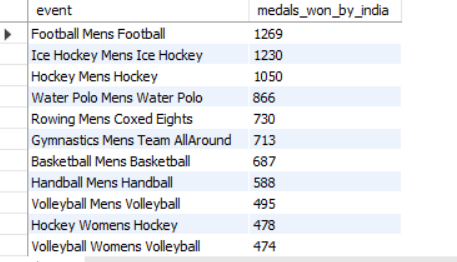 event medals_won_by_india
Football Mens Football 1269
Ice Hockey Mens Ice Hockey 1230
Hockey Mens Hockey 1050
Water Polo Mens Water Polo 866
Rowing Mens Coxed Eights 730
Gymnastics Mens Team AllAround 713
Basketball Mens Basketball 687
Handball Mens Handball 588
Volleyball Mens Volleyball 495
Hockey Womens Hockey 478
Volleyball Womens Volleyball 474